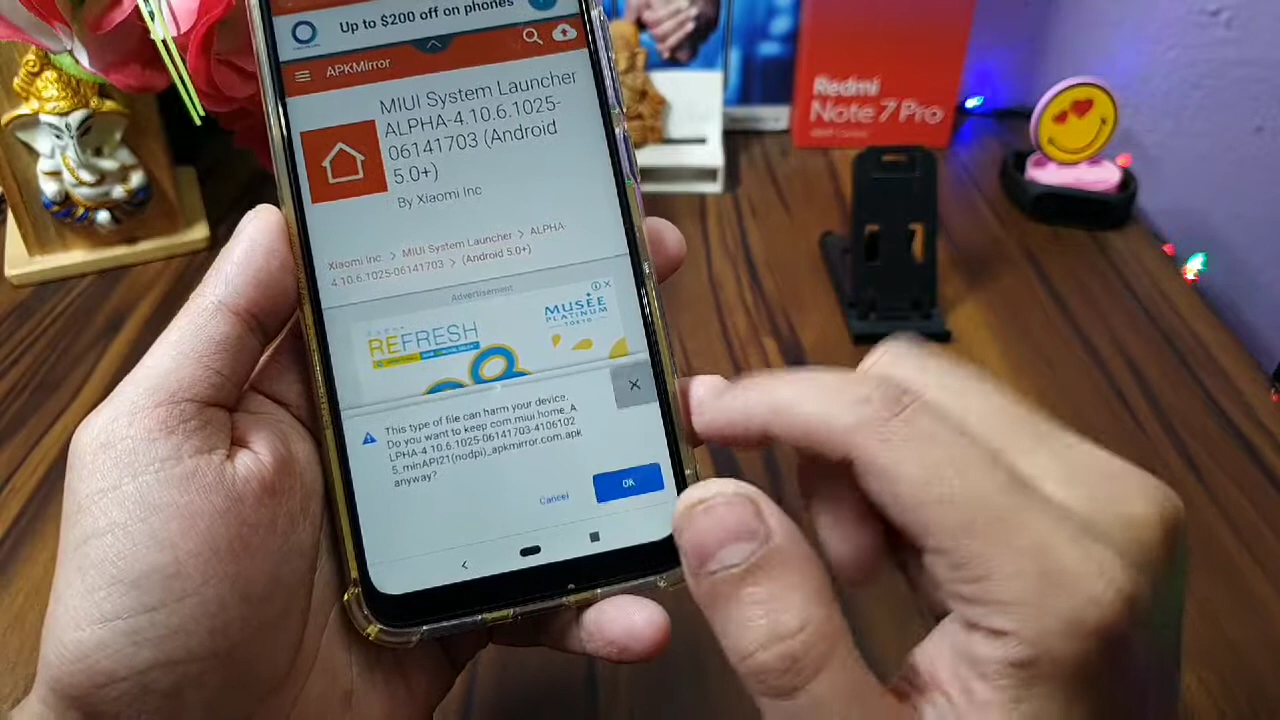 Up to $200 off on phones
APKMirror
MIUI System Launcher
ALPHA-4.10.6.1025-
06141703 (Android
5.0+)
By Xiaomi Inc
Xiaomi Inc. > MIUI System Launcher > ALPHA-
4.10.6.1025-06141703 > (Android 5.0+)
Advertisement
REFRESH
MUSÉE
PLATINUM
TOKYO
This type of file can harm your device.
Do you want to keep com.miui.home_A
LPHA-4.10.6.1025-06141703-4106102
5_minAPI21(nodpi)_apkmirror.com.apk
anyway?
Cancel
OK
Redmi
Note 7 Pro